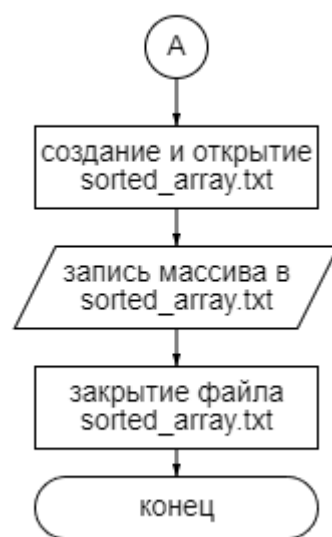 А
создание и открытие
sorted_array.txt
запись массива в
sorted_array.txt
закрытие файла
sorted_array.txt
конец